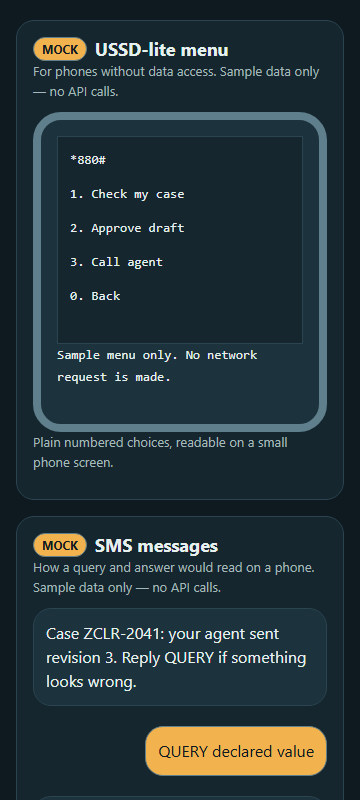 MOCK USSD-lite menu
For phones without data access. Sample data only
— no API calls.
*880#
1. Check my case
2. Approve draft
3. Call agent
0. Back
Sample menu only. No network
request is made.
Plain numbered choices, readable on a small
phone screen.
MOCK SMS messages
How a query and answer would read on a phone.
Sample data only — no API calls.
Case ZCLR-2041: your agent sent
revision 3. Reply QUERY if something
looks wrong.
QUERY declared value